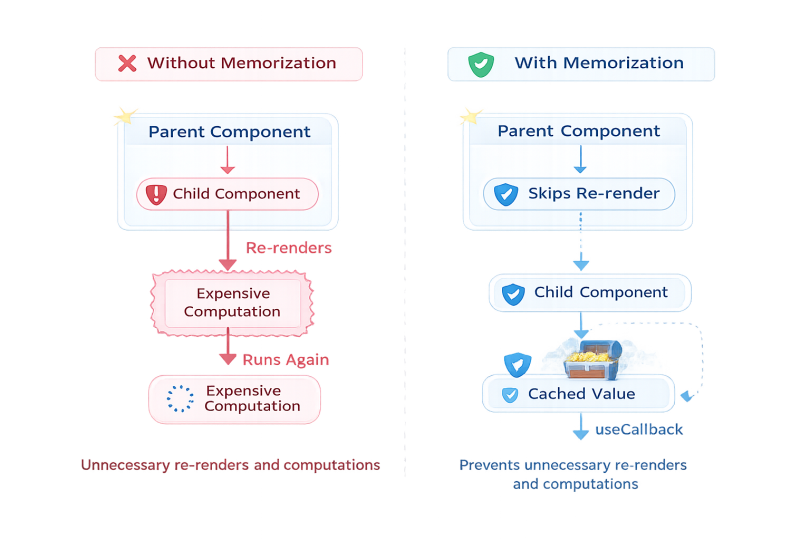 Without Memorization
Parent Component
Child Component
Re-renders
Expensive
Computation
Runs Again
Expensive
Computation
Unnecessary re-renders and computations
With Memorization
Parent Component
Skips Re-render
Child Component
Cached Value
useCallback
Prevents unnecessary re-renders
and computations